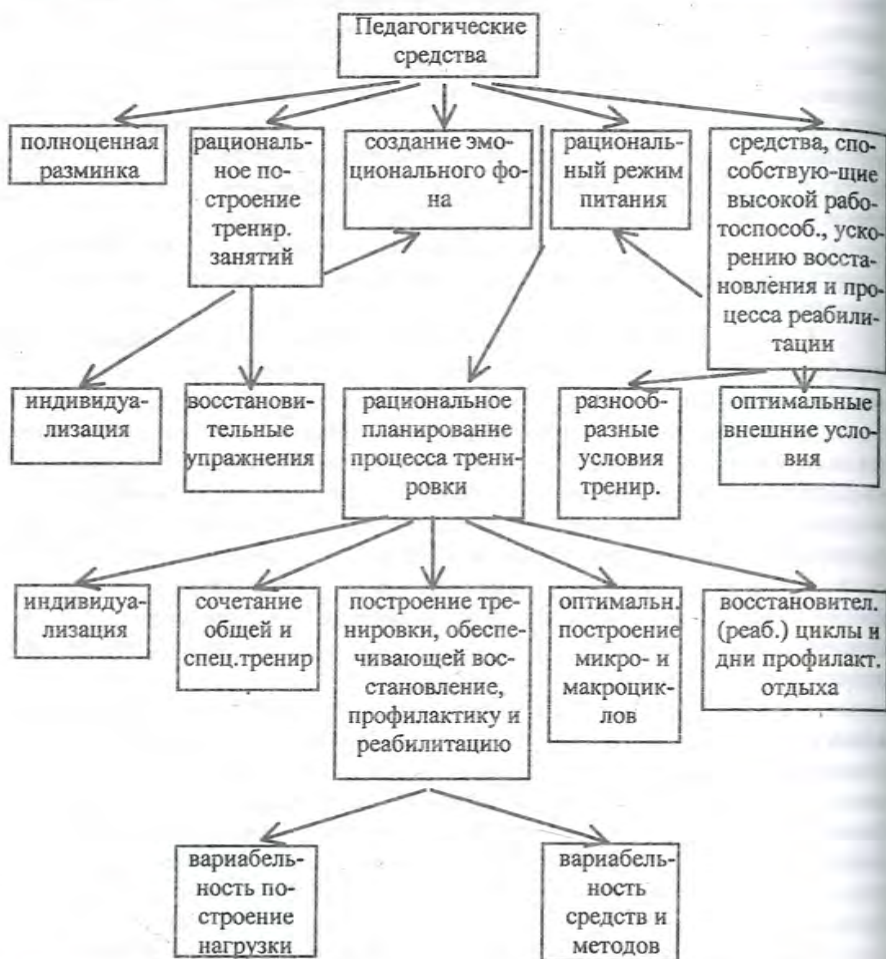 Педагогические
средства
полноценная
разминка
рациональ-
ное по-
строение
тренир.
занятий
создание эмо-
ционального фо-
на
рациональ-
ный режим
питания
средства, спо-
собствую-щие
высокой рабо-
тоспособ., уско-
рению восста-
новления и про-
цесса реабили-
тации
индивидуа-
лизация
восстанови-
тельные
упражнения
рациональное
планирование
процесса трени-
ровки
разнооб-
разные
условия
тренир.
оптимальные
внешние усло-
вия
индивидуа-
лизация
сочетание
общей и
спец.тренир
построение тре-
нировки, обеспе-
чивающей вос-
становление,
профилактику и
реабилитацию
оптимальн.
построение
микро- и
макроцик-
лов
восстановител.
(реаб.) циклы и
дни профилакт.
отдыха
вариабель-
ность по-
строение
нагрузки
вариабель-
ность
средств и
методов